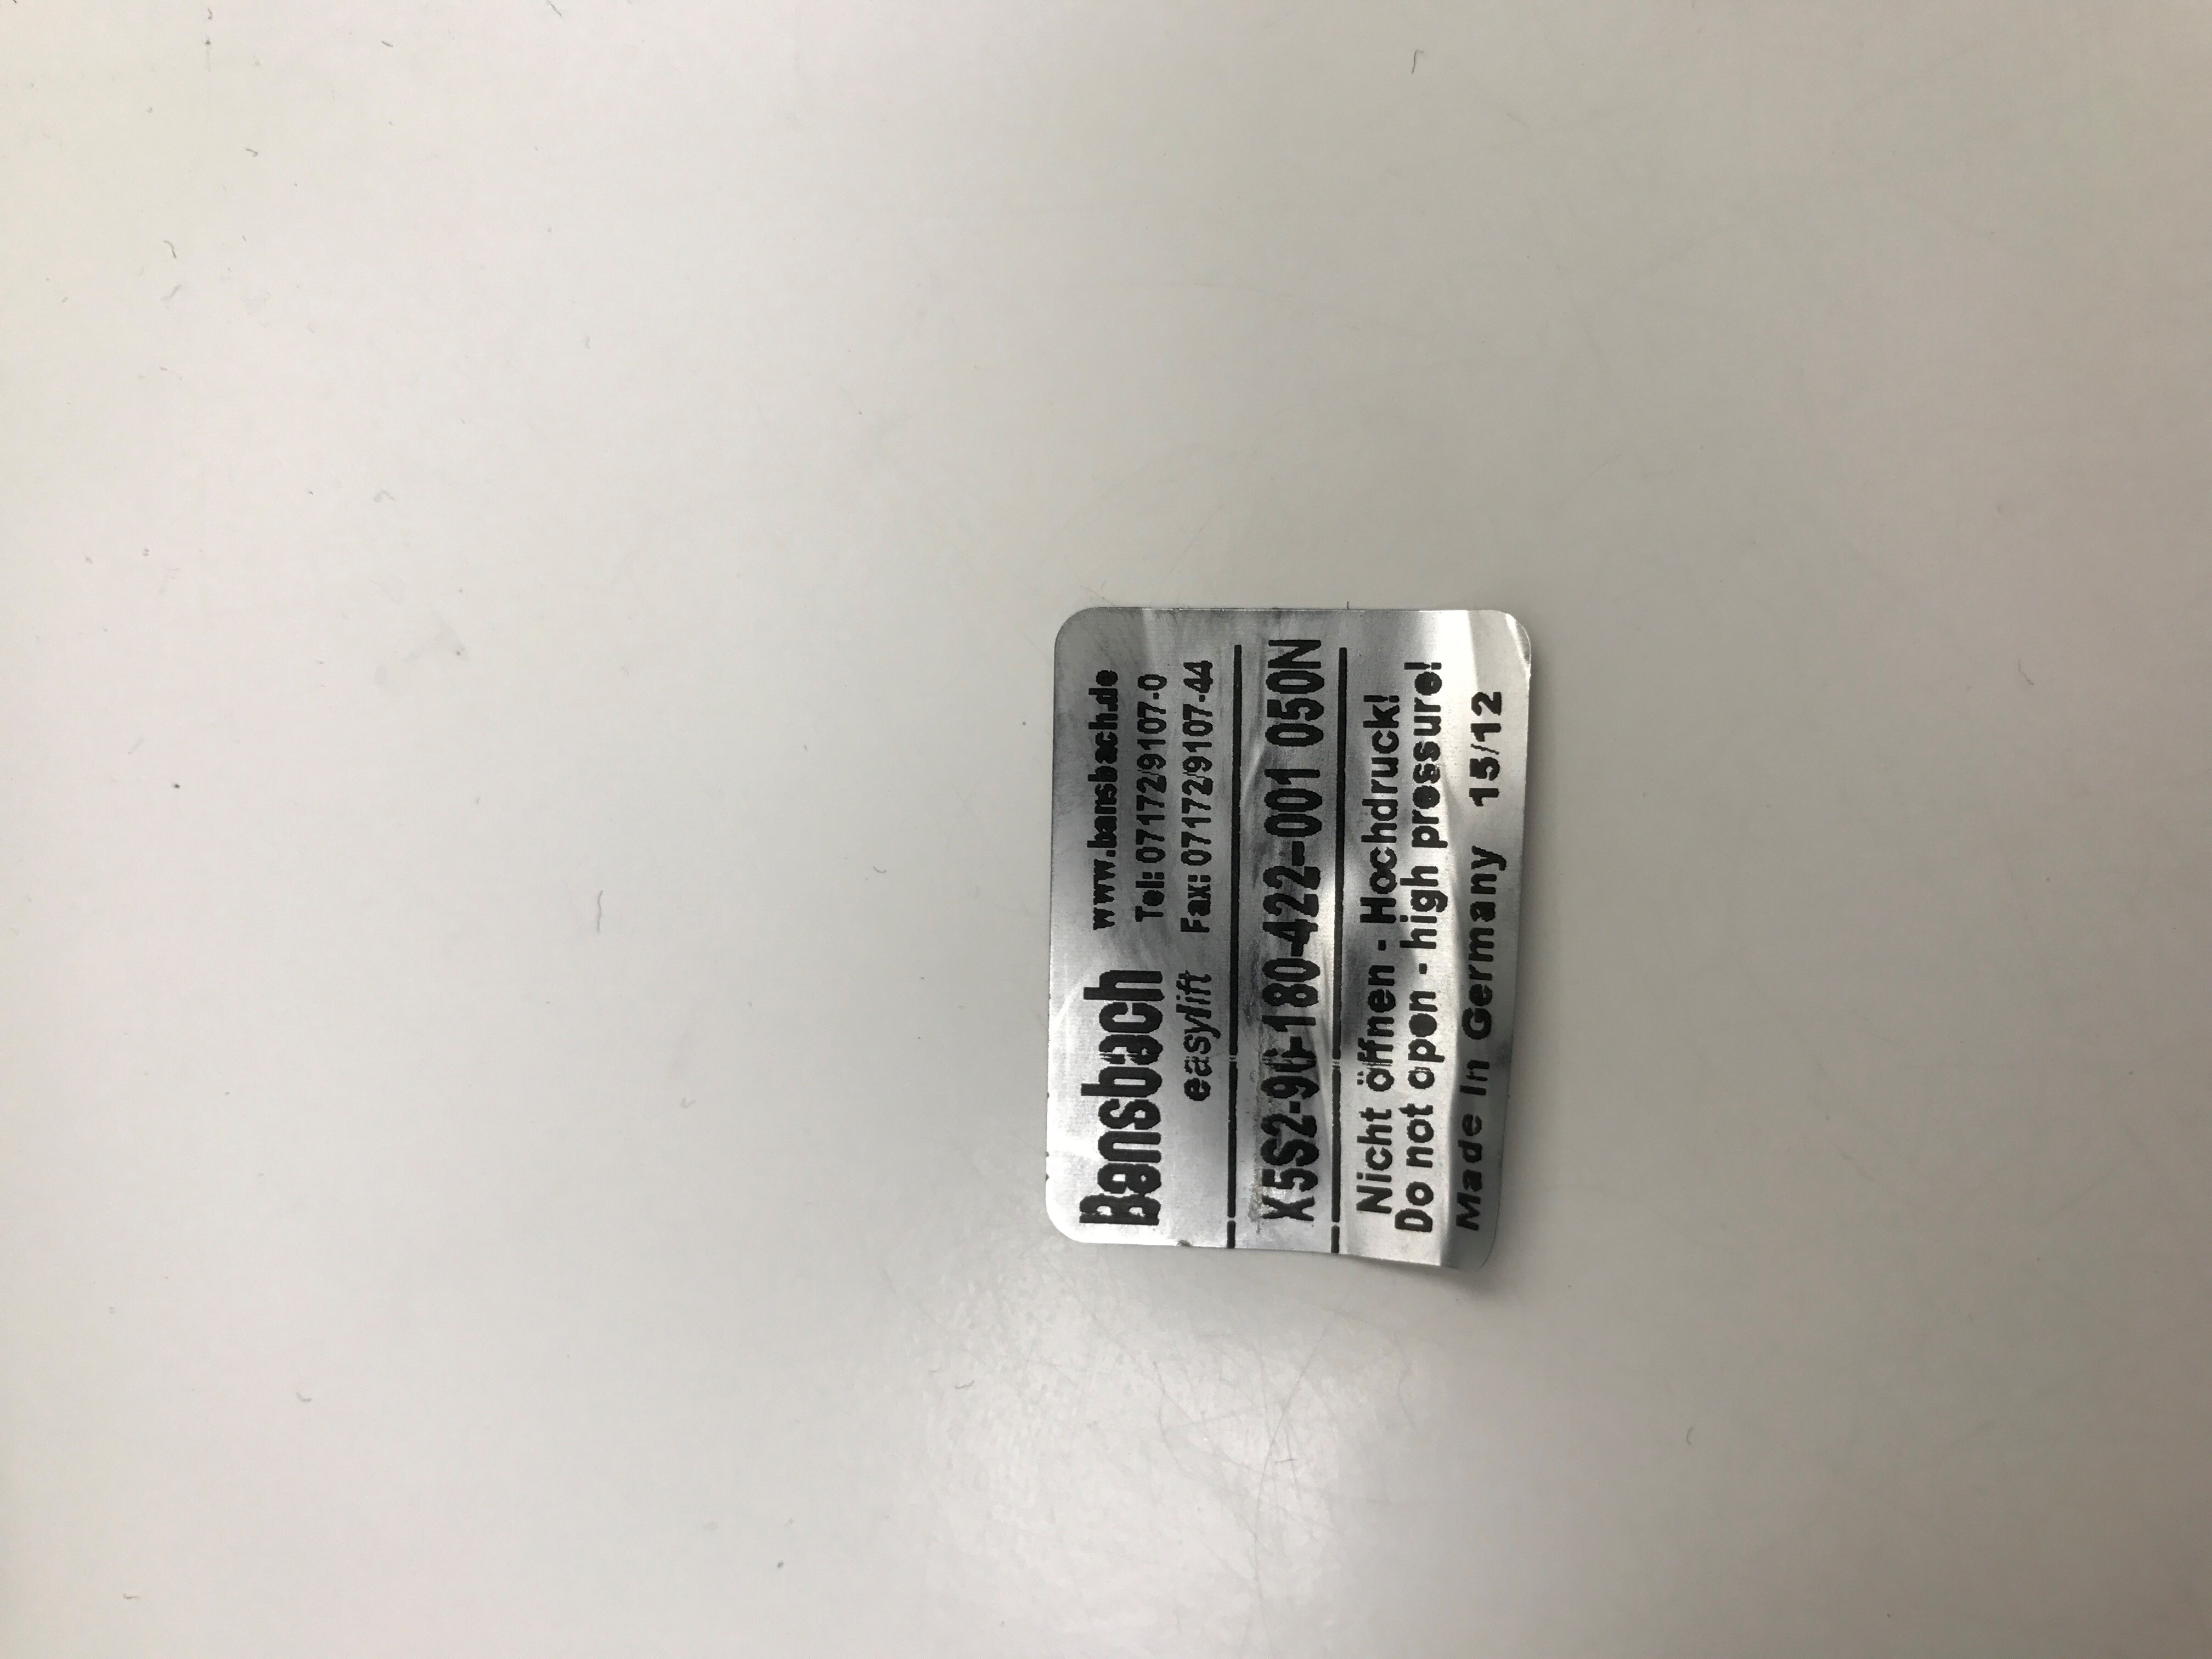 Bansbach
easylift
www.bansbach.de
Tel: 07172/9107-0
Fax: 07172/9107-44
X5S2-90-180-422-001 050N
Nicht öffnen - Hochdruck!
Do not open - high pressure!
Made in Germany 15/12